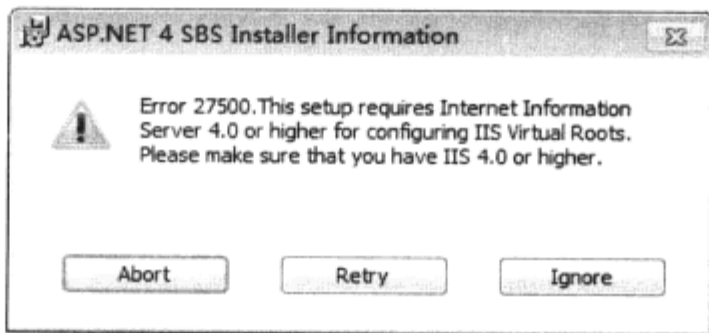 ASP.NET 4 SBS Installer Information
Error 27500.This setup requires Internet Information
Server 4.0 or higher for configuring IIS Virtual Roots.
Please make sure that you have IIS 4.0 or higher.
Abort
Retry
Ignore